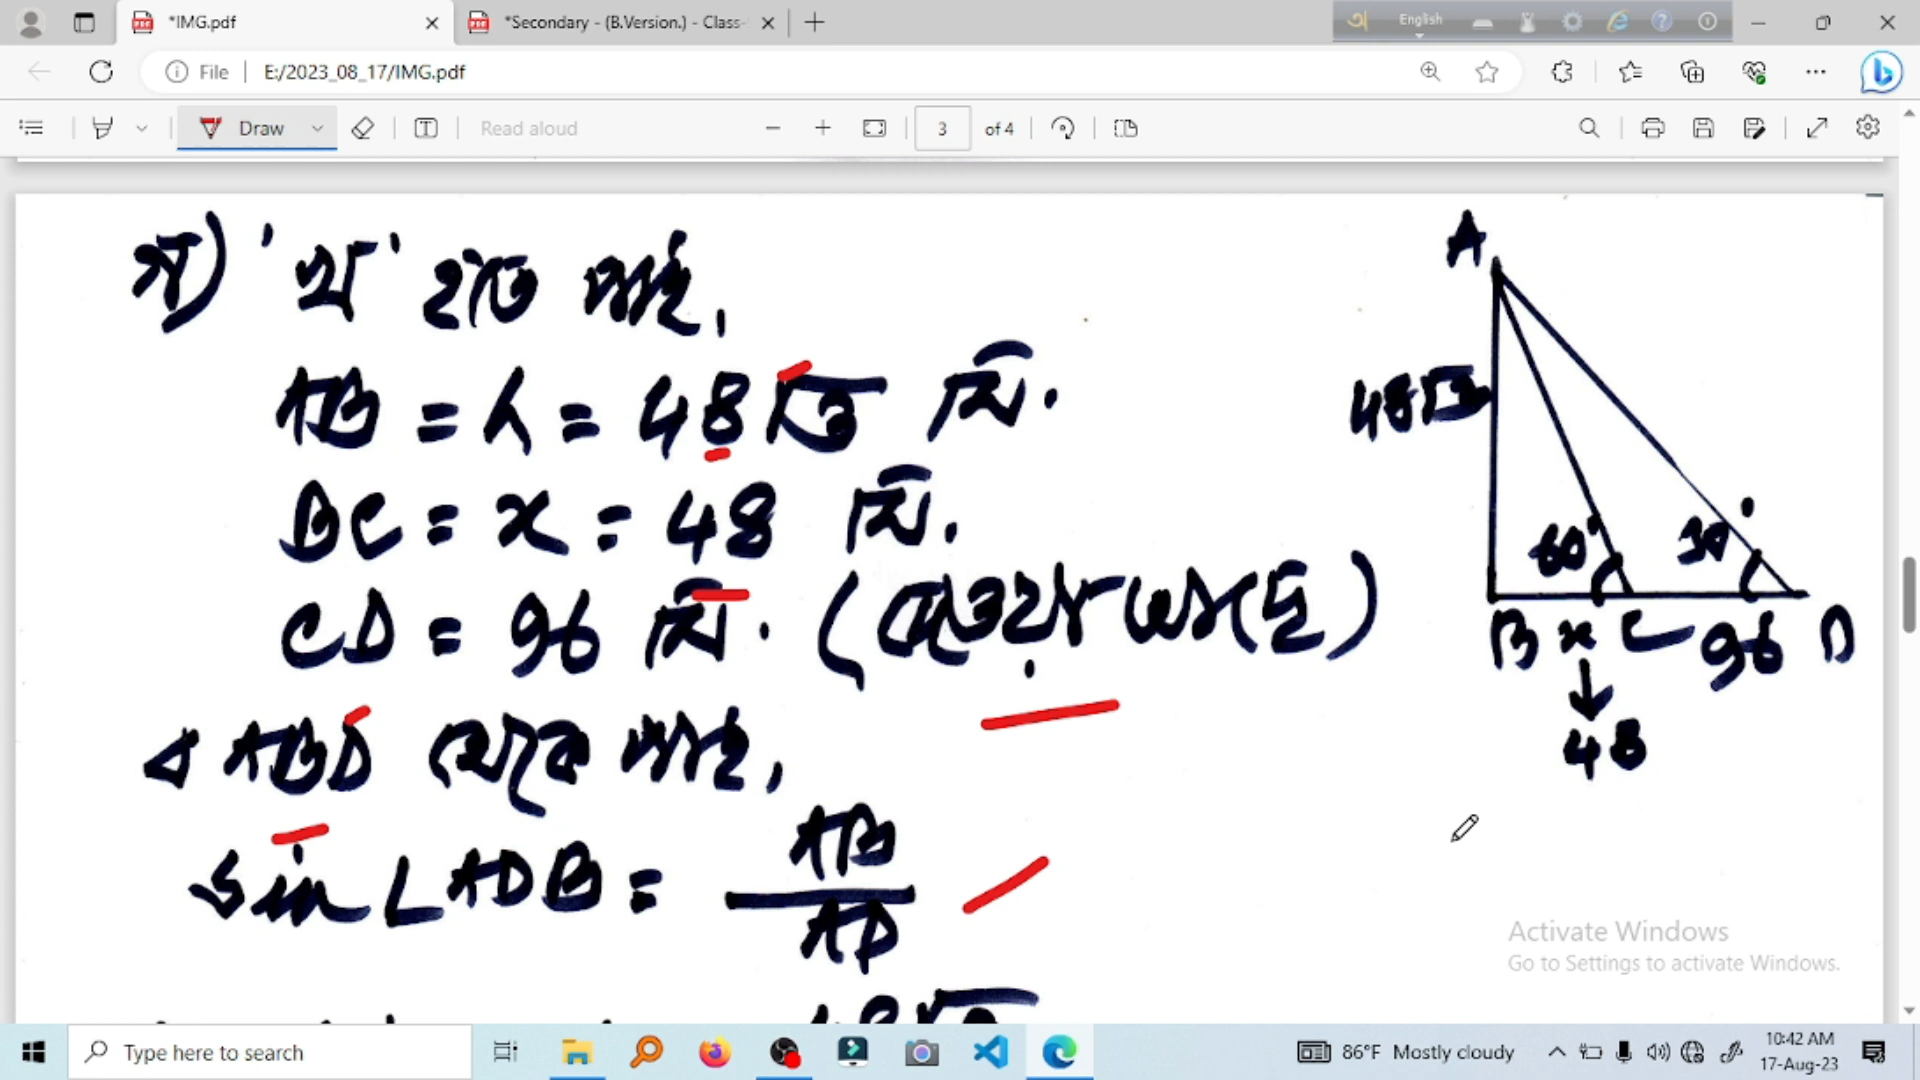 *IMG.pdf
*Secondary - (B.Version.) - Class-
English
File
E:/2023_08_17/IMG.pdf
Draw
Read aloud
3 of 4
গ) 'খ' হতে পাই,
AB = h = 48√3 মি.
BC = x = 48 মি.
CD = 96 মি. (
△ ABD থেকে পাই,
Sin ∠ADB = AB/AD
48√3
A
48√3
60°
30°
B x C 96 D
↓
48
Activate Windows
Go to Settings to activate Windows.
Type here to search
86°F Mostly cloudy
10:42 AM
17-Aug-23